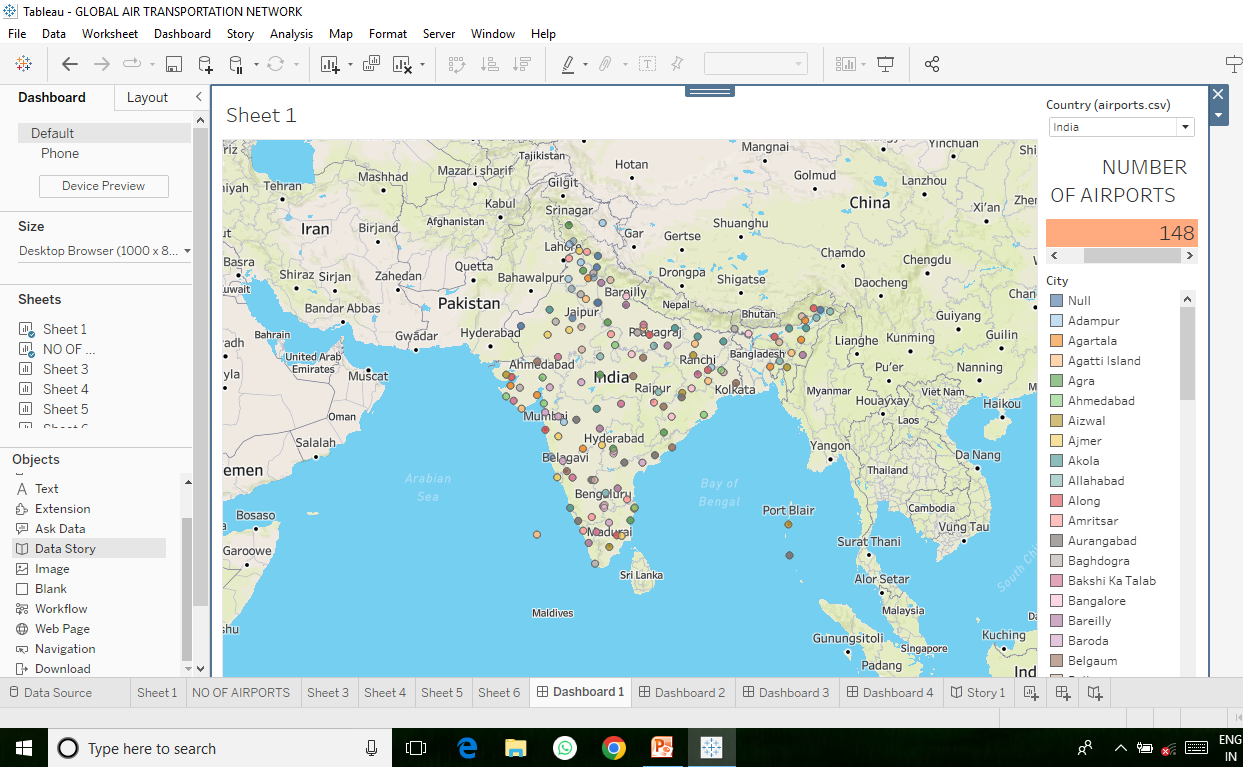 Tableau - GLOBAL AIR TRANSPORTATION NETWORK
File Data Worksheet Dashboard Story Analysis Map Format Server Window Help
Dashboard Layout
Default
Phone
Device Preview
Size
Desktop Browser (1000 x 8...
Sheets
Sheet 1
NO OF ...
Sheet 3
Sheet 4
Sheet 5
Objects
Text
Extension
Ask Data
Data Story
Image
Blank
Workflow
Web Page
Navigation
Download
Sheet 1
Mangnai
Yinchuan
Tajikistan
Hotan
Mashhad
Mazar.i sharif
Golmud
Lanzhou
Tehran
Gilgit
Kabul
Srinagar
China
Xi'an
Afghanistan
Shuanghu
Iran
Birjand
Gar
Gertse
Lahore
Chamdo
Chengdu
Basra
Shiraz
Sirjan
Zahedan
Quetta
Bahawalpur
Drongpa
Shigatse
Daocheng
Bareilly
Nepal
Bandar Abbas
Pakistan
Jaipur
Bhutan
Guiyang
Bahrain
Gwadar
Hyderabad
Prayagraj
Lianghe
Kunming
Guilin
United Arab
Emirates
Ahmedabad
Ranchi
Bangladesh
Muscat
India
Raipur
Kolkata
Pu'er
Nanning
Myanmar
Houayxay
Viet Nam
Haikou
Oman
Mumbai
Laos
Salalah
Hyderabad
Yangon
Belagavi
Da Nang
Thailand
Arabian
Sea
Bay of
Bengal
Bengaluru
Cambodia
Bosaso
Port Blair
Vung Tau
Madurai
Garoowe
Surat Thani
Sri Lanka
Alor Setar
Maldives
Malaysia
Gunungsitoli
Singapore
Kuching
Padang
Country (airports.csv)
India
NUMBER
OF AIRPORTS
148
City
Null
Adampur
Agartala
Agatti Island
Agra
Ahmedabad
Aizwal
Ajmer
Akola
Allahabad
Along
Amritsar
Aurangabad
Baghdogra
Bakshi Ka Talab
Bangalore
Bareilly
Baroda
Belgaum
Data Source Sheet 1 NO OF AIRPORTS Sheet 3 Sheet 4 Sheet 5 Sheet 6 Dashboard 1 Dashboard 2 Dashboard 3 Dashboard 4 Story 1
Type here to search
ENG
IN